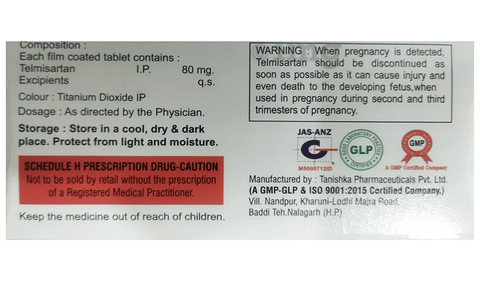 Composition :
Each film coated tablet contains :
Telmisartan I.P. 80 mg.
Excipients q.s.
Colour : Titanium Dioxide IP
Dosage : As directed by the Physician.
Storage : Store in a cool, dry & dark
place. Protect from light and moisture.
SCHEDULE H PRESCRIPTION DRUG-CAUTION
Not to be sold by retail without the prescription
of a Registered Medical Practitioner.
Keep the medicine out of reach of children.
WARNING : When pregnancy is detected,
Telmisartan should be discontinued as
soon as possible as it can cause injury and
even death to the developing fetus,when
used in pregnancy during second and third
trimesters of pregnancy.
JAS-ANZ
GOOD LABORATORY PRACTICE
GLP
GMP
A GMP Certified Company
Manufactured by : Tanishka Pharmaceuticals Pvt. Ltd.
(A GMP-GLP & ISO 9001:2015 Certified Company.)
Vill. Nandpur, Kharuni-Lodhi Majra Road,
Baddi Teh.Nalagarh (H.P.)